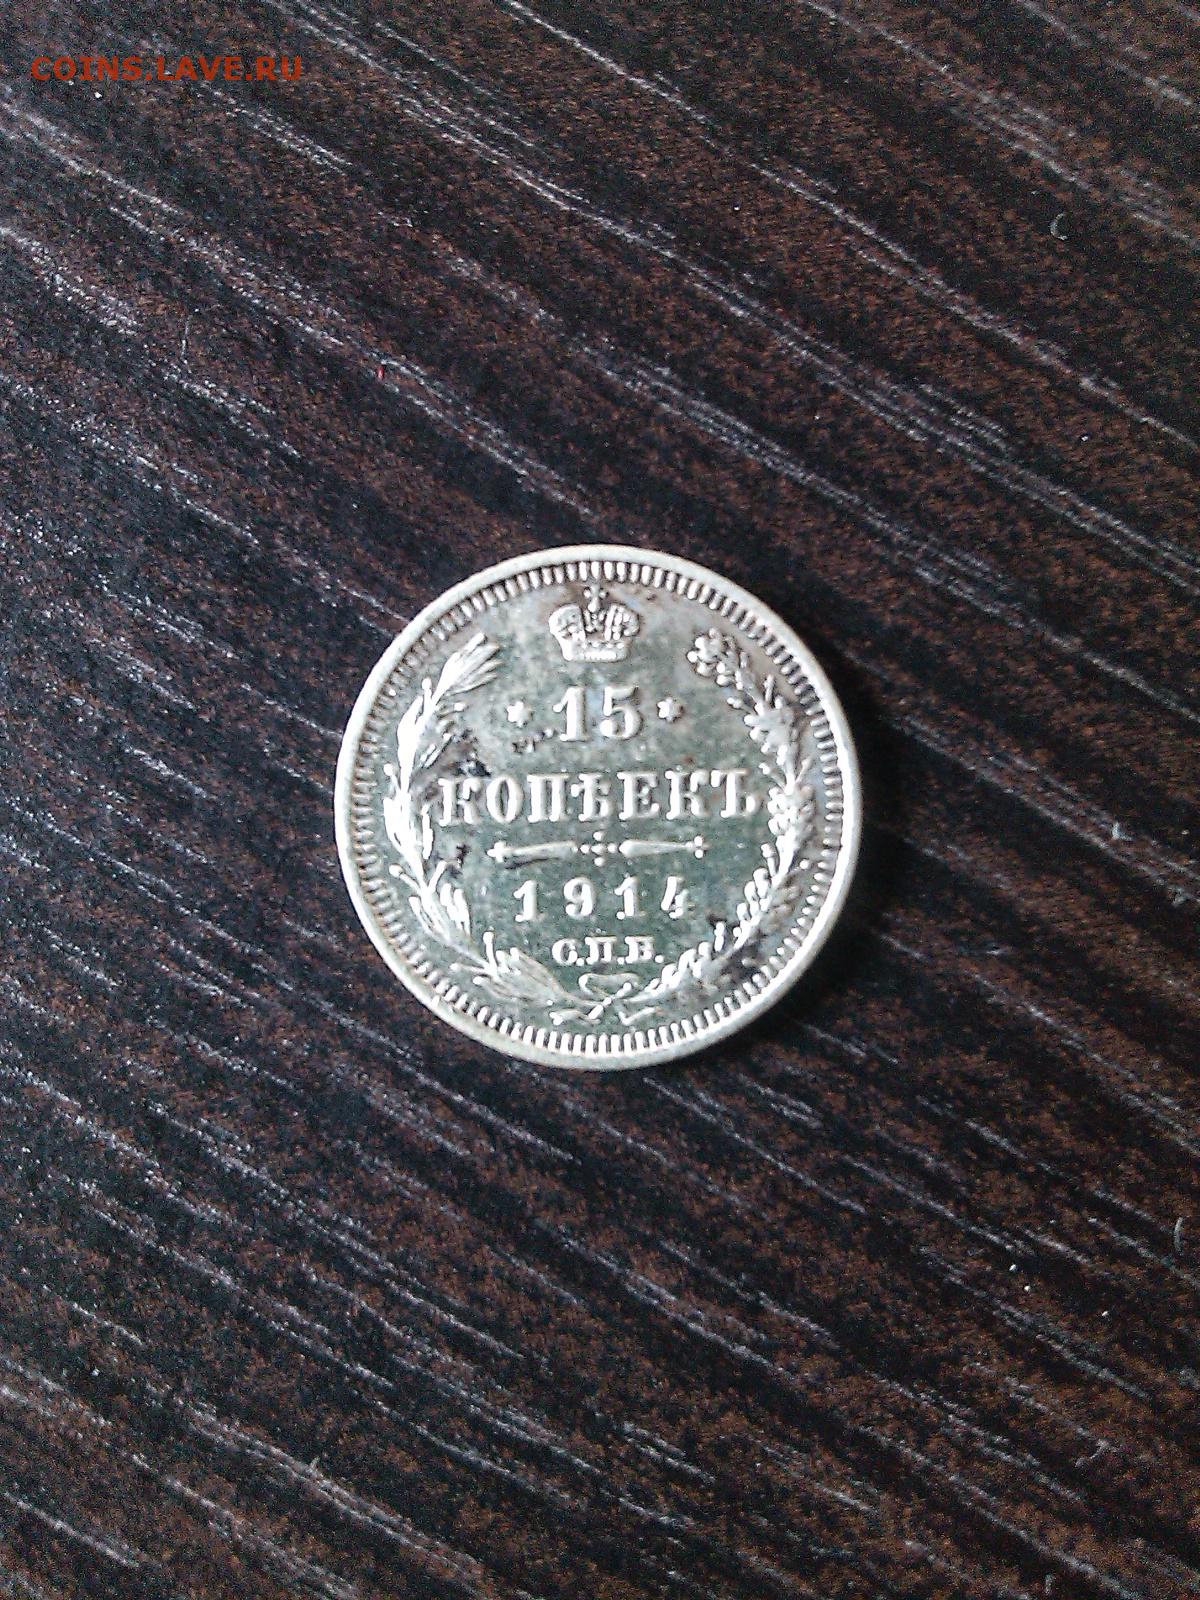 COINS.LAVE.RU
* 15 *
КОПѢЕКЪ
1914
С.П.Б.